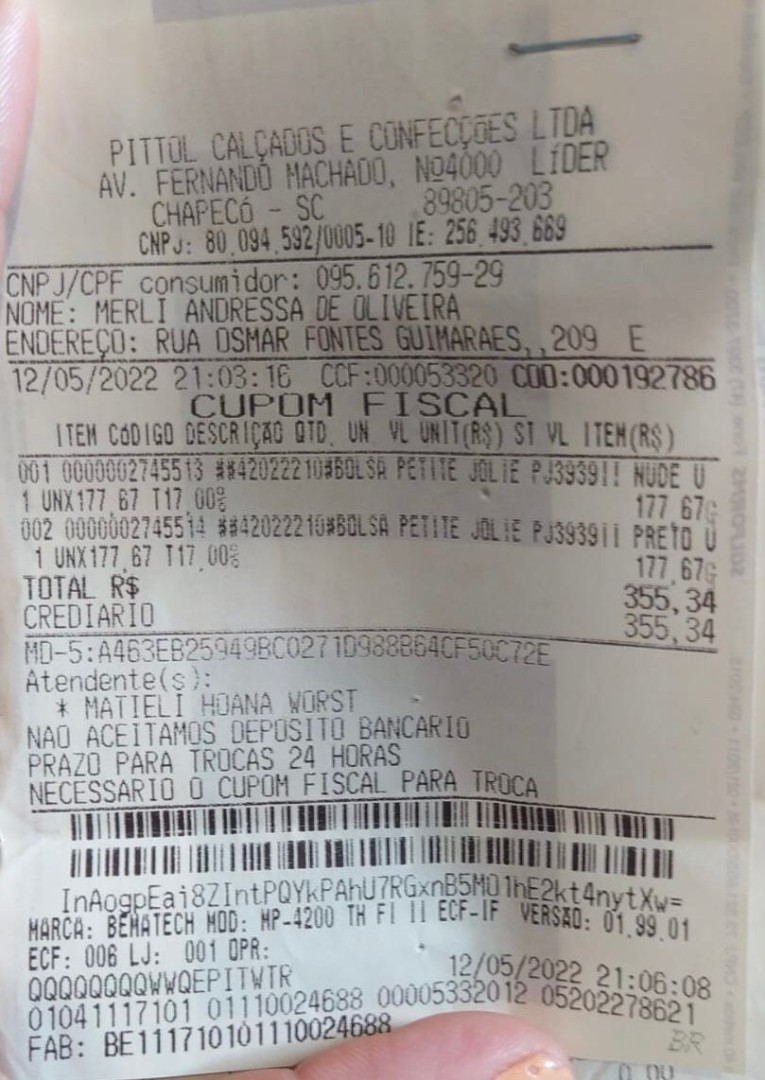 PITTOL CALÇADOS E CONFECÇÕES LTDA
AV. FERNANDO MACHADO, Nº4000 LÍDER
CHAPECó - SC 89805-203
CNPJ: 80.094.592/0005-10 IE: 256.493.669
CNPJ/CPF consumidor: 095.612.759-29
NOME: MERLI ANDRESSA DE OLIVEIRA
ENDEREÇO: RUA OSMAR FONTES GUIMARAES,,209 E
12/05/2022 21:03:16 CCF:000053320 COO:000192786
CUPOM FISCAL
ITEM CóDIGO DESCRIÇÃO QTD. UN. VL UNIT(R$) ST VL ITEM(R$)
001 0000002745513 ##42022210#BOLSA PETITE JOLIE PJ3939!! NUDE U
1 UNX177,67 T17,00% 177,67G
002 0000002745514 ##42022210#BOLSA PETITE JOLIE PJ3939!! PRETO U
1 UNX177,67 T17,00% 177,67G
TOTAL R$ 355,34
CREDIARIO 355,34
MD-5:A463EB25949BC0271D988B64CF50C72E
Atendente(s):
* MATIELI HOANA WORST
NAO ACEITAMOS DEPOSITO BANCARIO
PRAZO PARA TROCAS 24 HORAS
NECESSARIO O CUPOM FISCAL PARA TROCA
InAogpEai8ZIntPQYkPAhU7RGxnB5MO1hE2kt4nytXw=
MARCA: BEMATECH MOD: MP-4200 TH FI II ECF-IF VERSÃO: 01.99.01
ECF: 006 LJ: 001 OPR:
QQQQQQQQWWQEPITWTR 12/05/2022 21:06:08
01041117101 01110024688 00005332012 05202278621
FAB: BE111710101110024688 BR